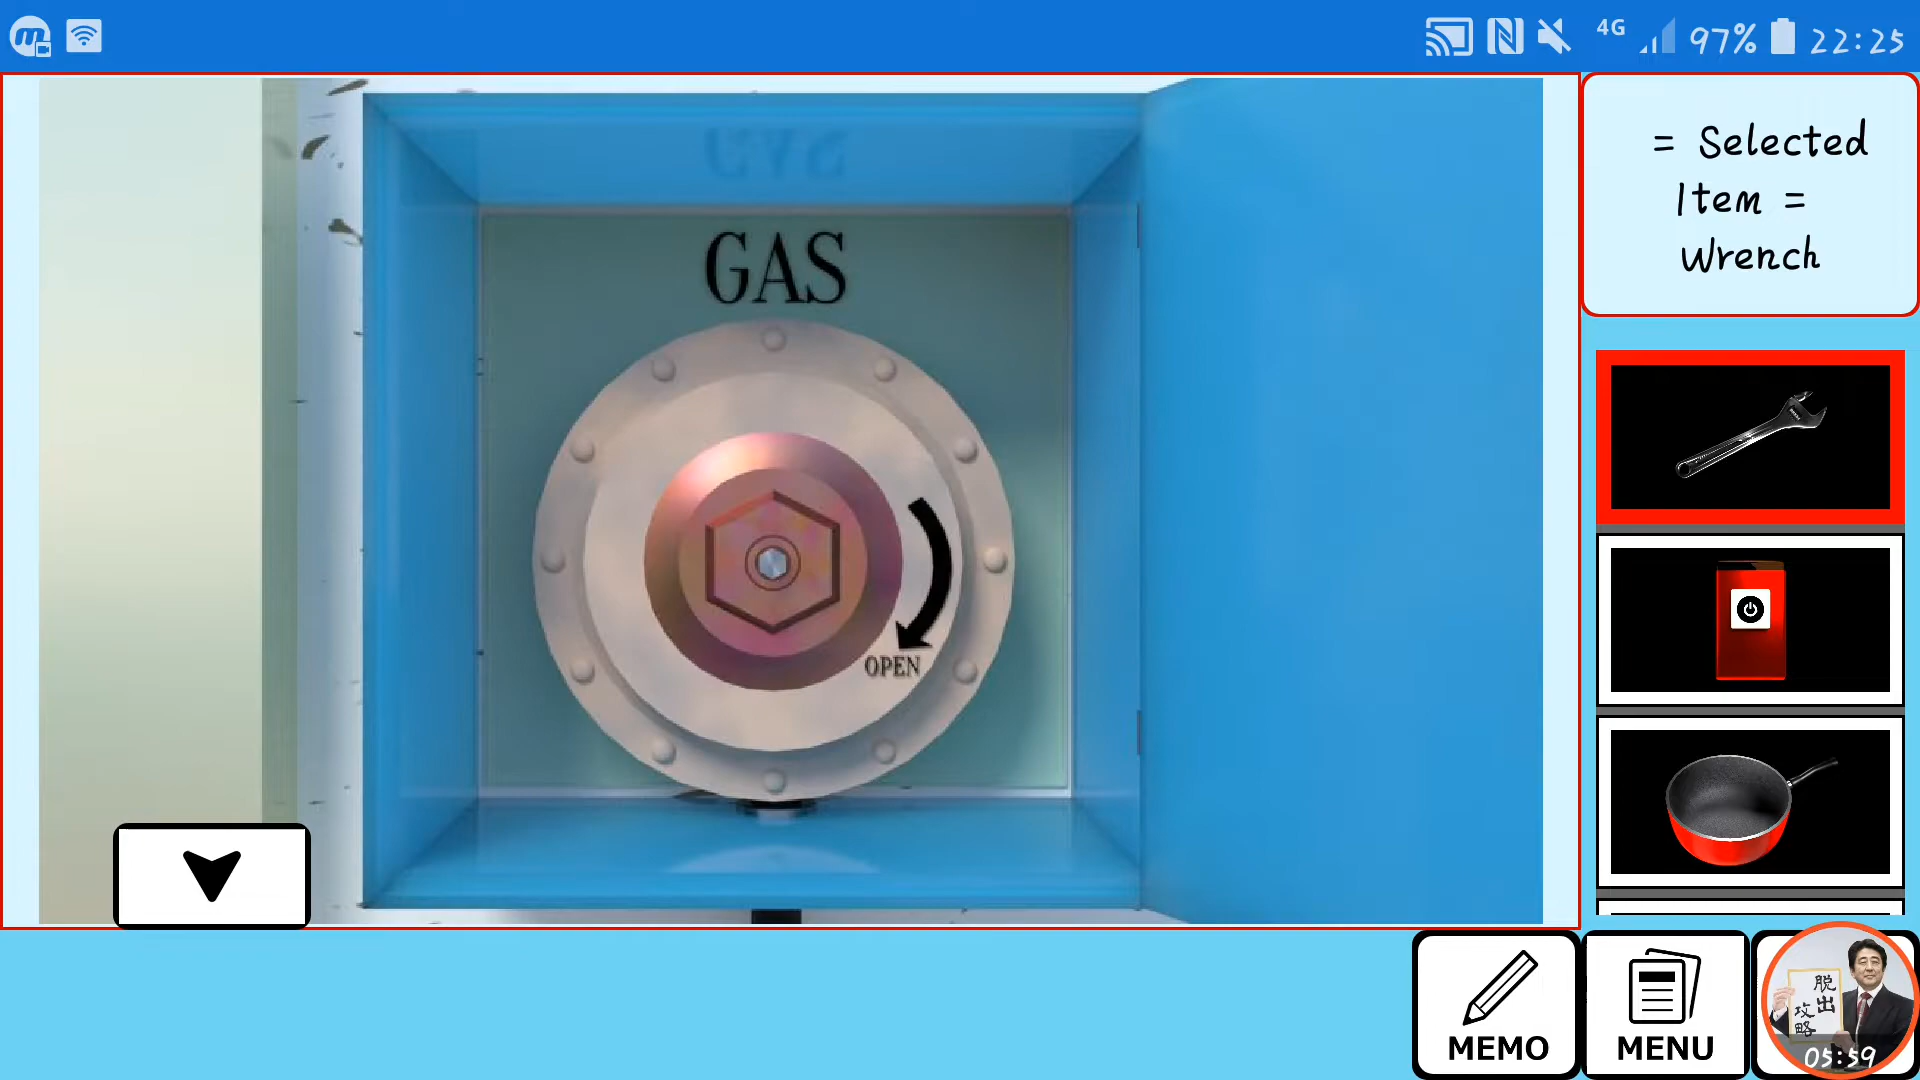 4G 97% 22:25
= Selected
Item =
Wrench
GAS
OPEN
MEMO
MENU
脱出
攻略
05:59